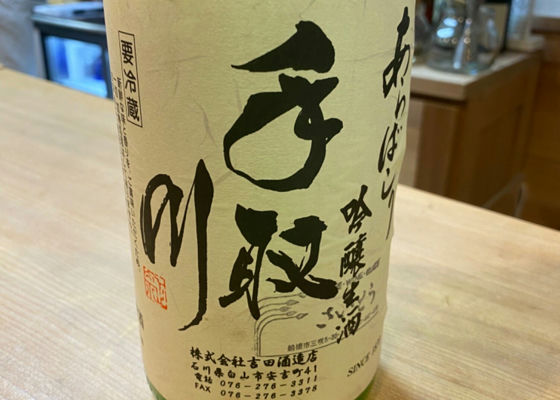 あらばしり
手取
川
吟醸生酒
要冷蔵
SINCE 18
株式会社吉田酒造店
石川県白山市安吉町41
電話 076-276-3311
FAX 076-276-3378